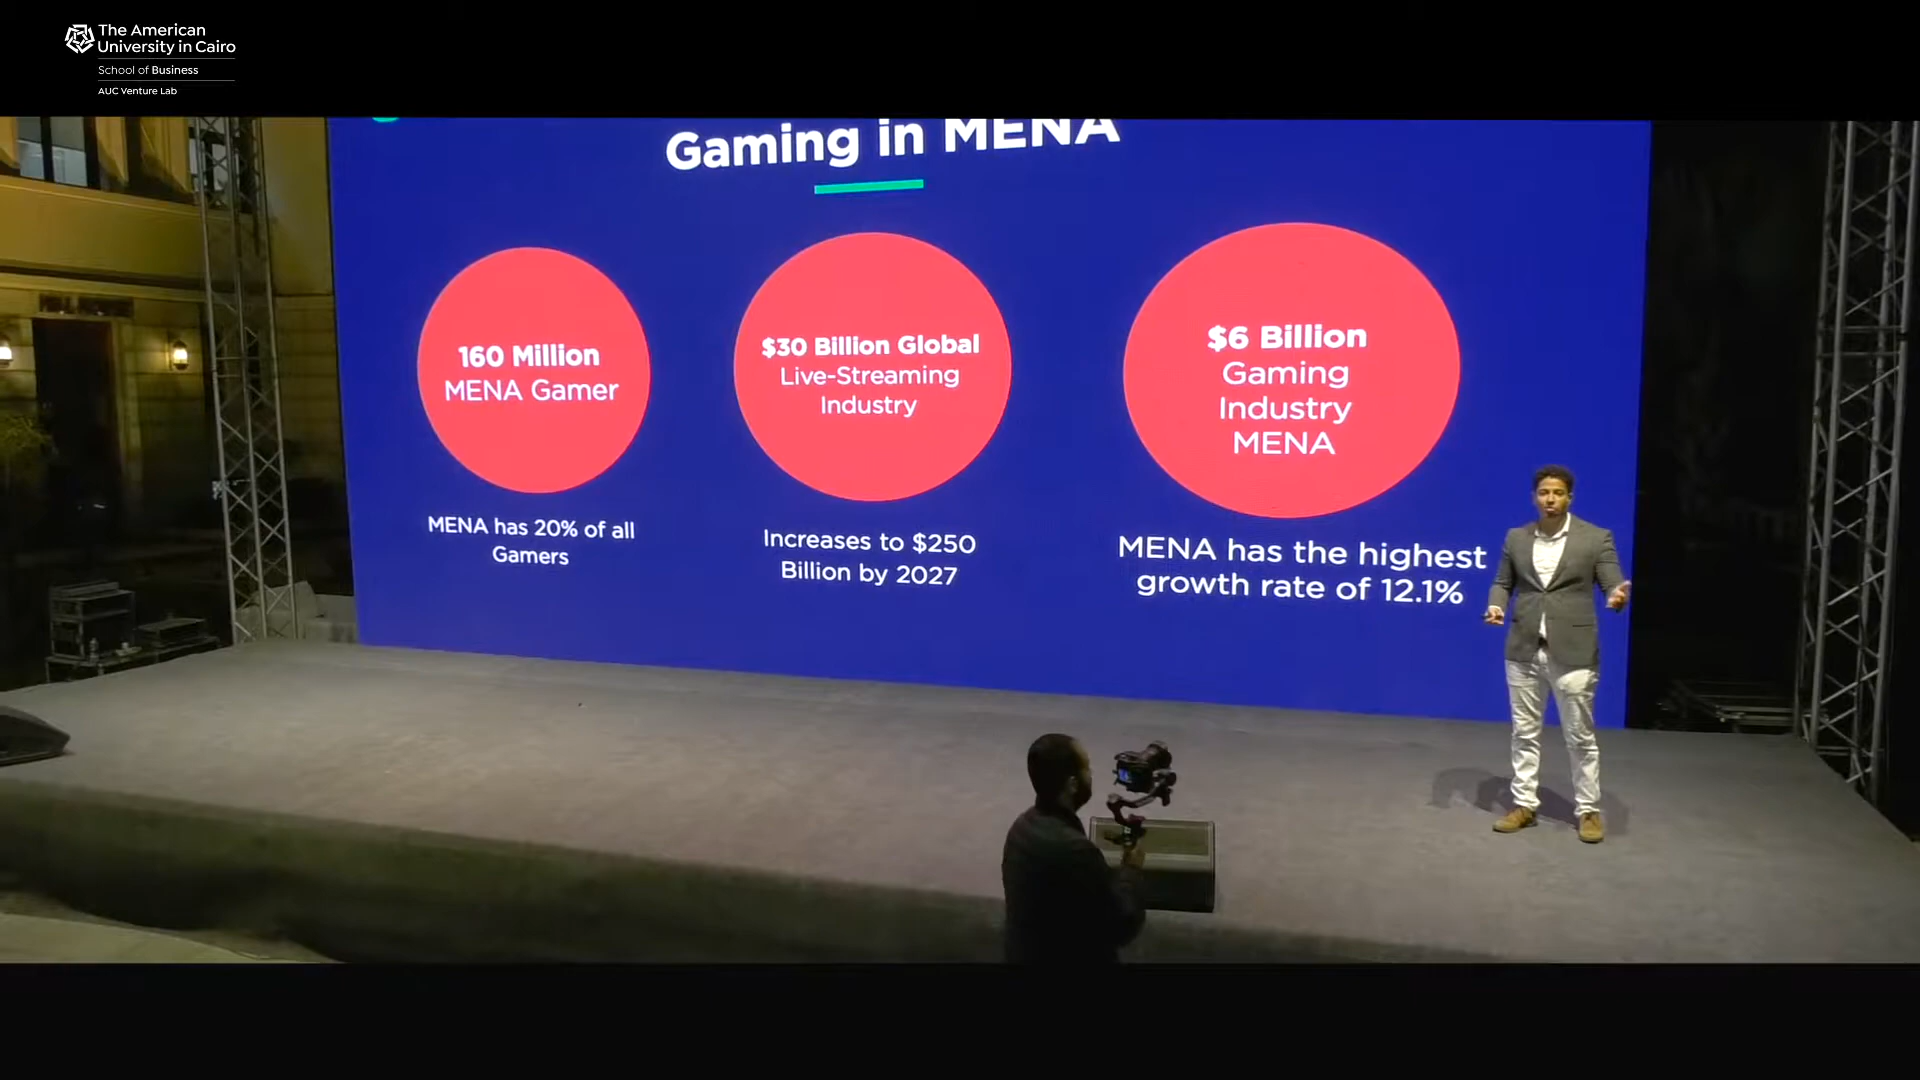 The American
University in Cairo
School of Business
AUC Venture Lab
Gaming in MENA
160 Million
MENA Gamer
MENA has 20% of all
Gamers
$30 Billion Global
Live-Streaming
Industry
Increases to $250
Billion by 2027
$6 Billion
Gaming
Industry
MENA
MENA has the highest
growth rate of 12.1%